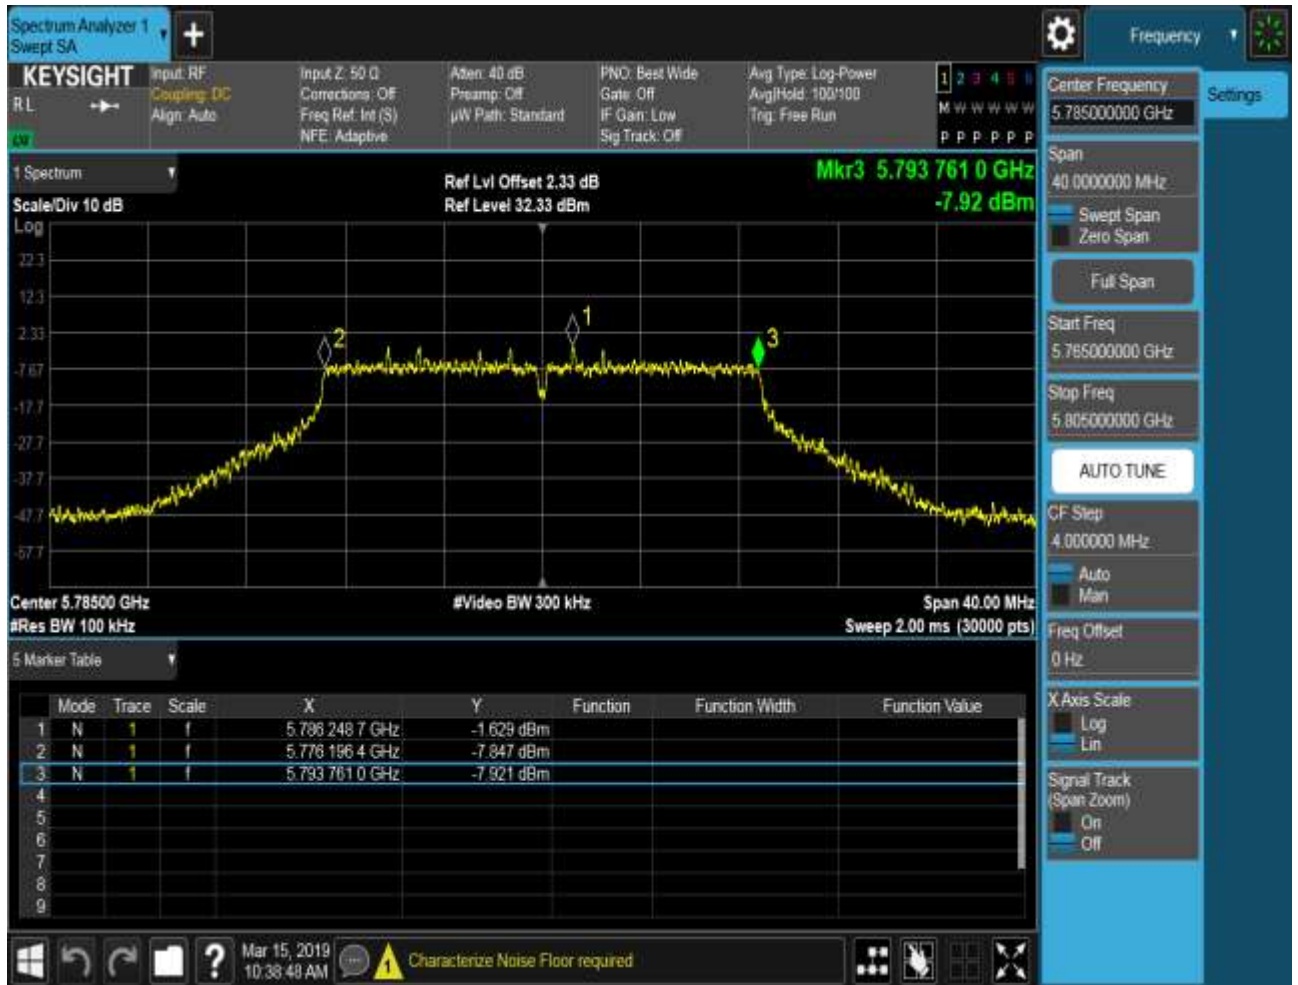 Spectrum Analyzer 1
Swept SA
+
Frequency
KEYSIGHT
RL
Input: RF
Coupling: DC
Align: Auto
Input Z: 50 Ω
Corrections: Off
Freq Ref: Int (S)
NFE: Adaptive
Atten: 40 dB
Preamp: Off
µW Path: Standard
PNO: Best Wide
Gate: Off
IF Gain: Low
Sig Track: Off
Avg Type: Log-Power
Avg|Hold: 100/100
Trig: Free Run
1 2 3 4 5 6
M W W W W W
P P P P P P
1 Spectrum
Scale/Div 10 dB
Ref Lvl Offset 2.33 dB
Ref Level 32.33 dBm
Mkr3 5.793 761 0 GHz
-7.92 dBm
Log
22.3
12.3
2.33
-7.67
-17.7
-27.7
-37.7
-47.7
-57.7
2
1
3
Center 5.78500 GHz
#Res BW 100 kHz
#Video BW 300 kHz
Span 40.00 MHz
Sweep 2.00 ms (30000 pts)
5 Marker Table
Mode Trace Scale X Y Function Function Width Function Value
1 N 1 f 5.786 248 7 GHz -1.629 dBm
2 N 1 f 5.776 196 4 GHz -7.847 dBm
3 N 1 f 5.793 761 0 GHz -7.921 dBm
4
5
6
7
8
9
Center Frequency
5.785000000 GHz
Settings
Span
40.0000000 MHz
Swept Span
Zero Span
Full Span
Start Freq
5.765000000 GHz
Stop Freq
5.805000000 GHz
AUTO TUNE
CF Step
4.000000 MHz
Auto
Man
Freq Offset
0 Hz
X Axis Scale
Log
Lin
Signal Track
(Span Zoom)
On
Off
?
Mar 15, 2019
10:38:48 AM
1
Characterize Noise Floor required